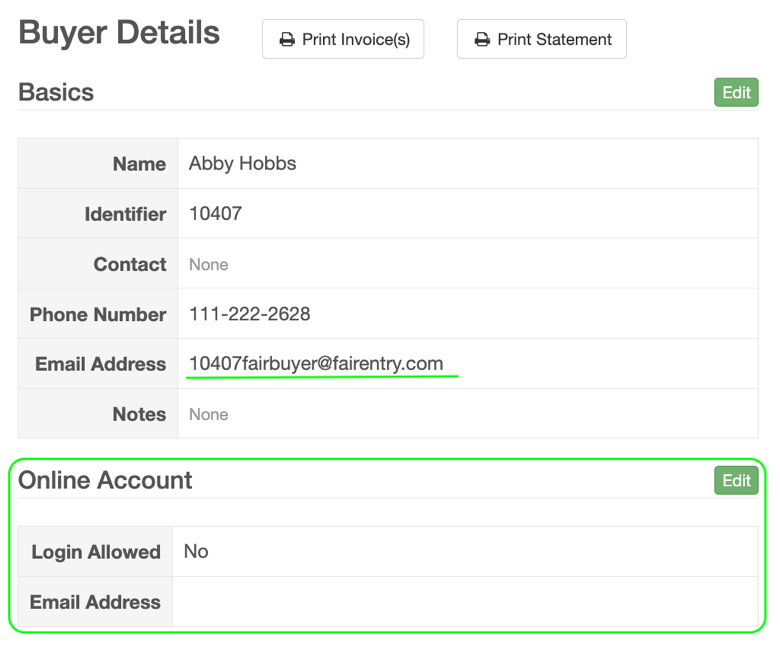 Buyer Details
Print Invoice(s)
Print Statement
Basics
Edit
Name
Abby Hobbs
Identifier
10407
Contact
None
Phone Number
111-222-2628
Email Address
10407fairbuyer@fairentry.com
Notes
None
Online Account
Edit
Login Allowed
No
Email Address